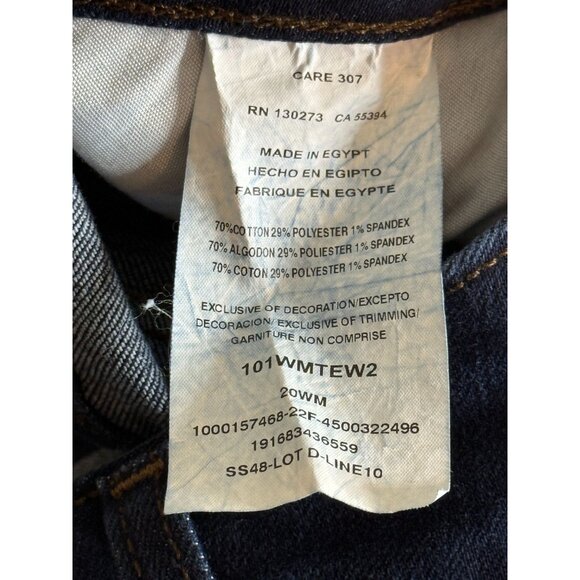 CARE 307
RN 130273 CA 55394
MADE IN EGYPT
HECHO EN EGIPTO
FABRIQUE EN EGYPTE
70%COTTON 29% POLYESTER 1% SPANDEX
70% ALGODON 29% POLIESTER 1% SPANDEX
70% COTON 29% POLYESTER 1% SPANDEX
EXCLUSIVE OF DECORATION/EXCEPTO
DECORACION/ EXCLUSIVE OF TRIMMING/
GARNITURE NON COMPRISE
101WMTEW2
20WM
1000157468-22F-4500322496
191683436559
SS48-LOT D-LINE10